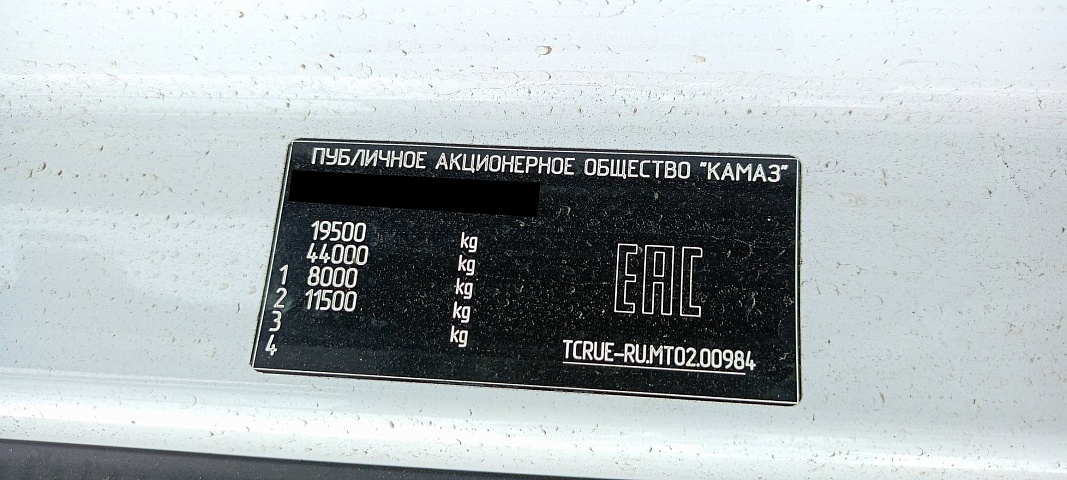 ПУБЛИЧНОЕ АКЦИОНЕРНОЕ ОБЩЕСТВО "КАМАЗ"
19500 kg
44000 kg
1 8000 kg
2 11500 kg
3 kg
4
EAC
TCRUE-RU.MT02.00984